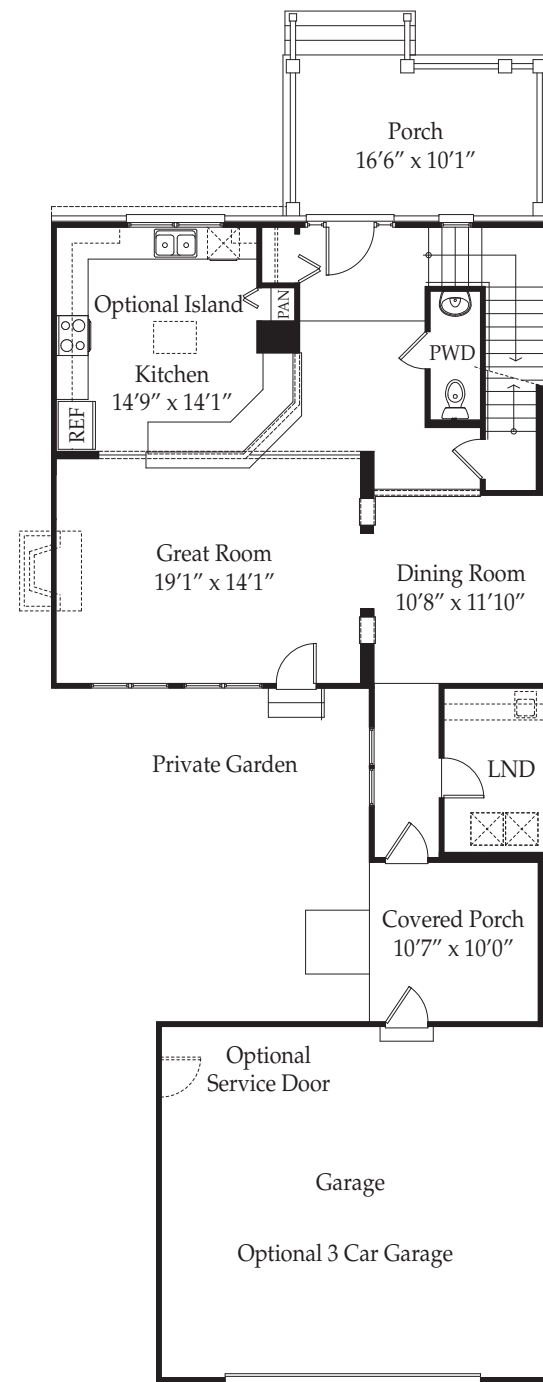 Porch
16’6” x 10’1”
Optional Island
PAN
Kitchen
14’9” x 14’1”
PWD
REF
Great Room
19’1” x 14’1”
Dining Room
10’8” x 11’10”
Private Garden
LND
Covered Porch
10’7” x 10’0”
Optional
Service Door
Garage
Optional 3 Car Garage